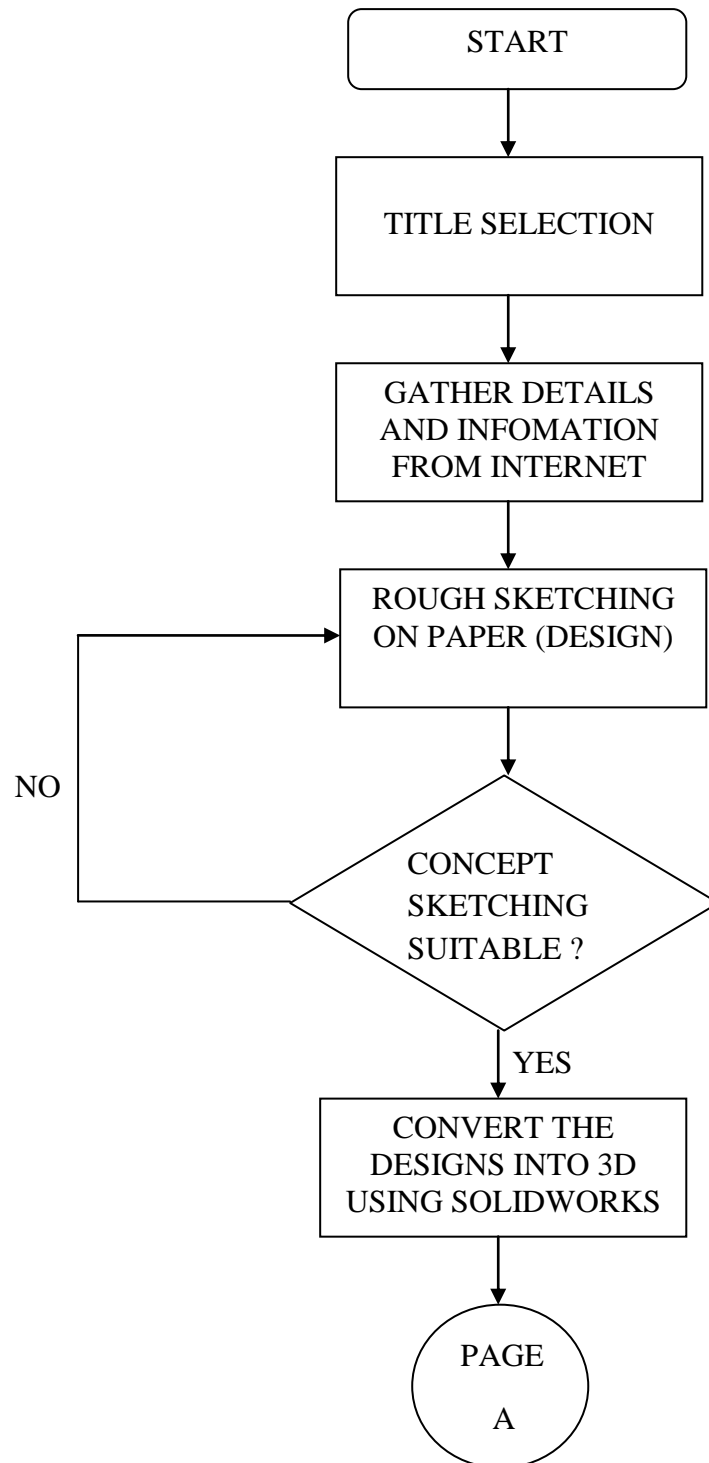 START
TITLE SELECTION
GATHER DETAILS
AND INFOMATION
FROM INTERNET
ROUGH SKETCHING
ON PAPER (DESIGN)
NO
CONCEPT
SKETCHING
SUITABLE ?
YES
CONVERT THE
DESIGNS INTO 3D
USING SOLIDWORKS
PAGE
A